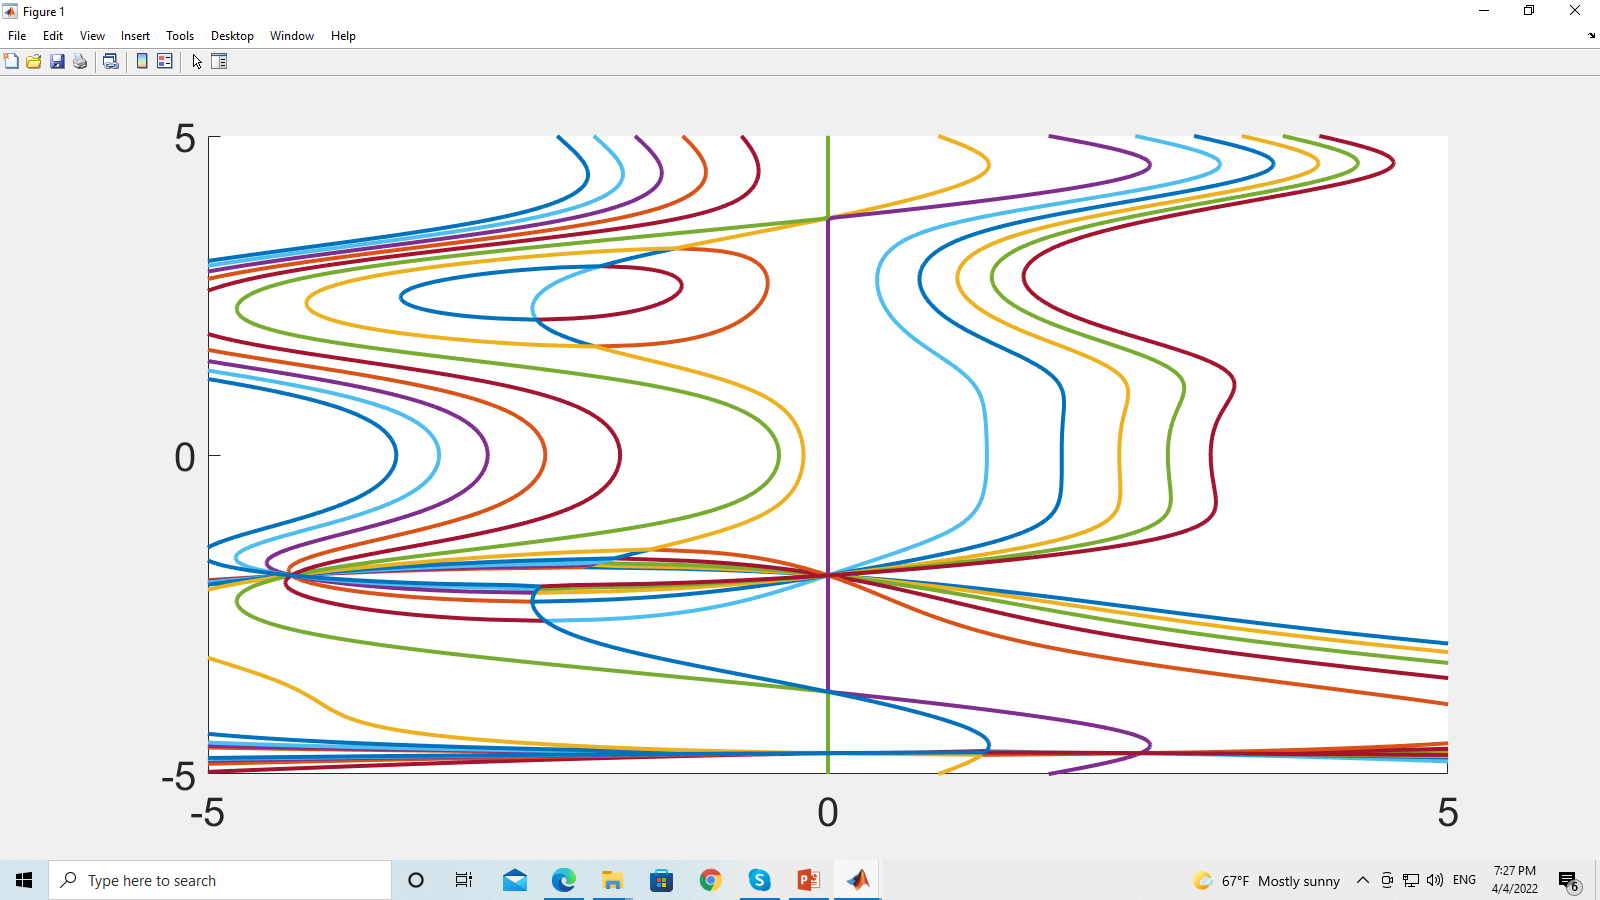 Figure 1
File Edit View Insert Tools Desktop Window Help
5
0
-5
-5 0 5
Type here to search
67°F Mostly sunny
ENG
7:27 PM
4/4/2022
6